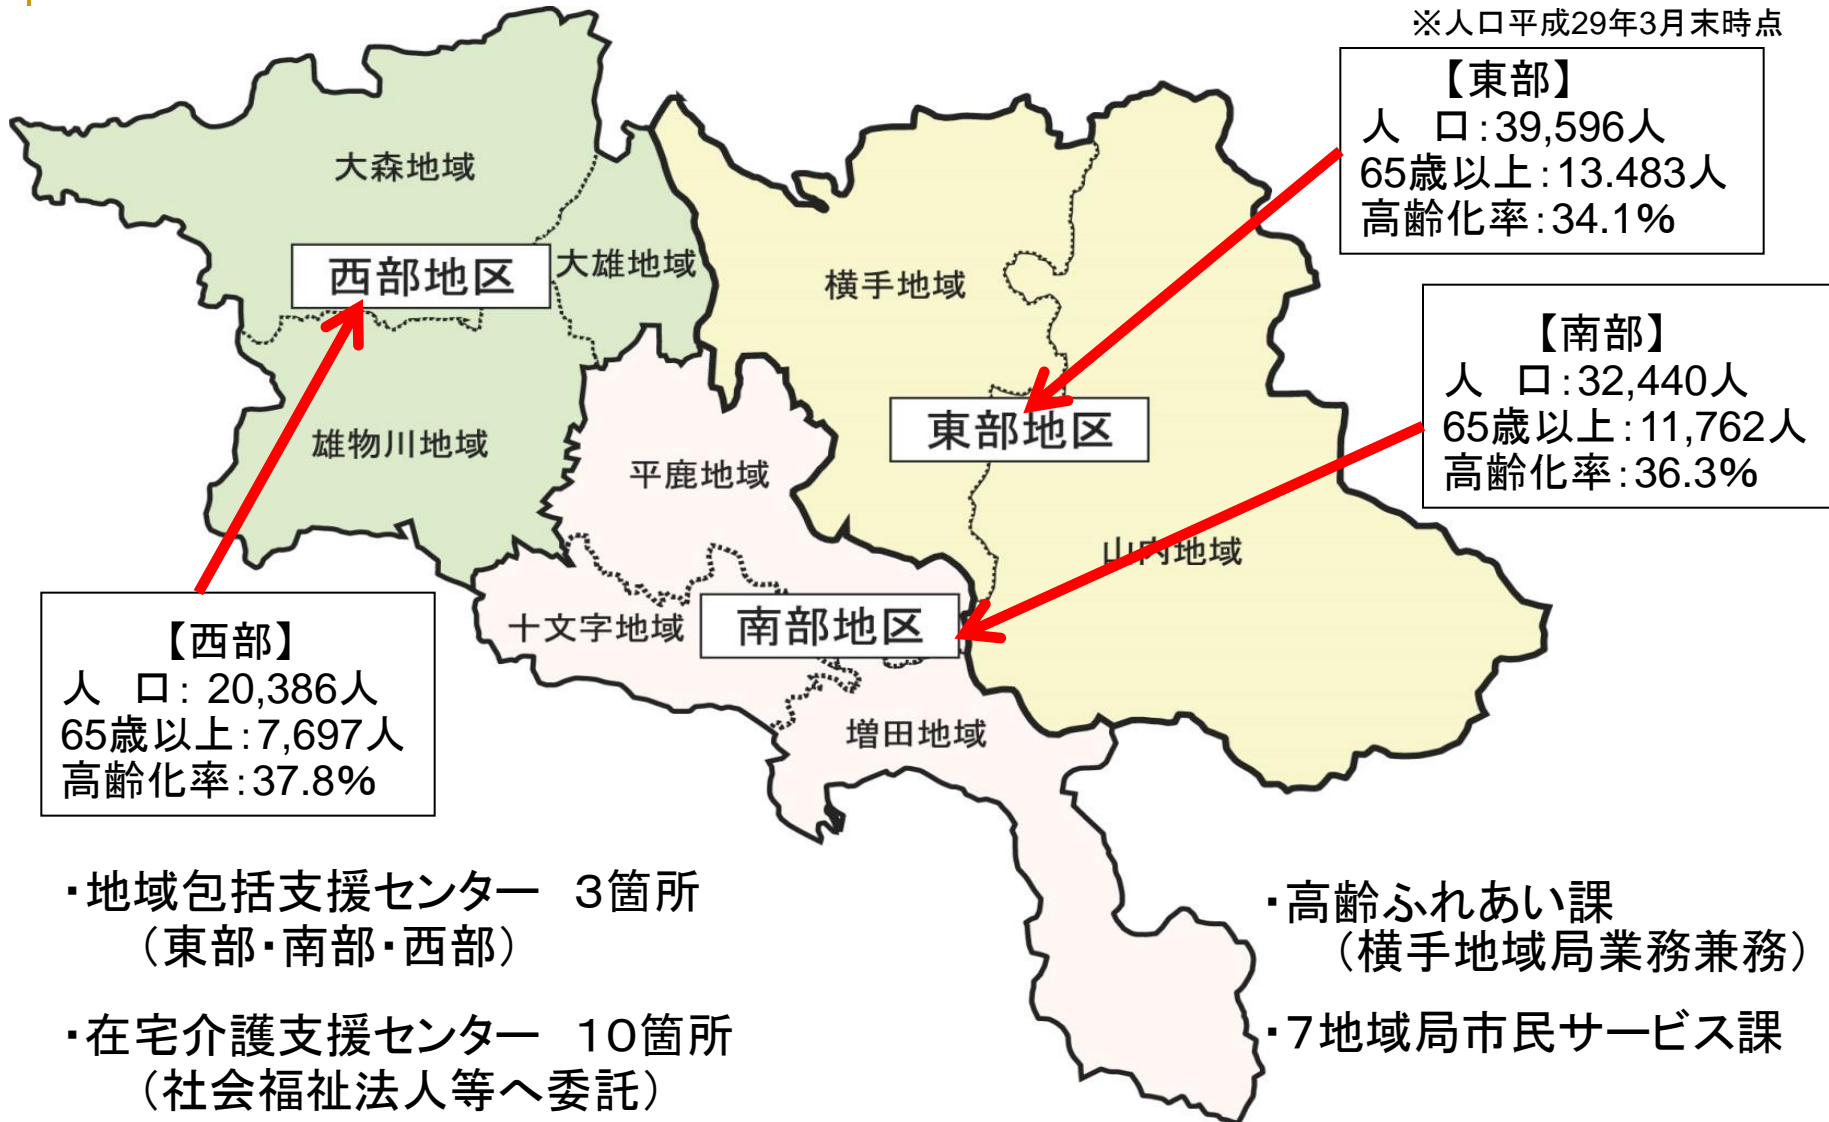 ※人口平成29年3月末時点
【東部】
人　口：39,596人
65歳以上：13.483人
高齢化率：34.1%
【南部】
人　口：32,440人
65歳以上：11,762人
高齢化率：36.3%
大森地域
西部地区
大雄地域
横手地域
雄物川地域
平鹿地域
東部地区
山内地域
十文字地域
南部地区
増田地域
【西部】
人　口：20,386人
65歳以上：7,697人
高齢化率：37.8%
・地域包括支援センター　3箇所
（東部・南部・西部）
・在宅介護支援センター　10箇所
（社会福祉法人等へ委託）
・高齢ふれあい課
（横手地域局業務兼務）
・7地域局市民サービス課